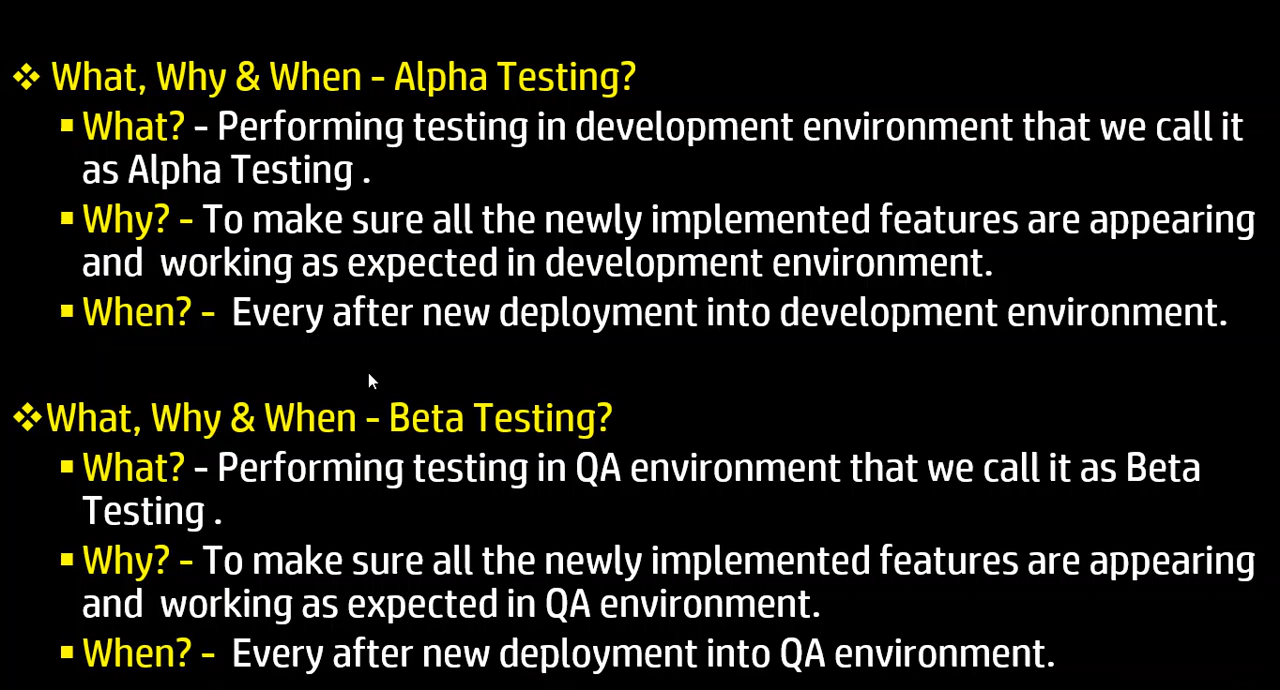 ❖ What, Why & When - Alpha Testing?
▪ What? - Performing testing in development environment that we call it
as Alpha Testing .
▪ Why? - To make sure all the newly implemented features are appearing
and  working as expected in development environment.
▪ When? -  Every after new deployment into development environment.
❖What, Why & When - Beta Testing?
▪ What? - Performing testing in QA environment that we call it as Beta
Testing .
▪ Why? - To make sure all the newly implemented features are appearing
and  working as expected in QA environment.
▪ When? -  Every after new deployment into QA environment.